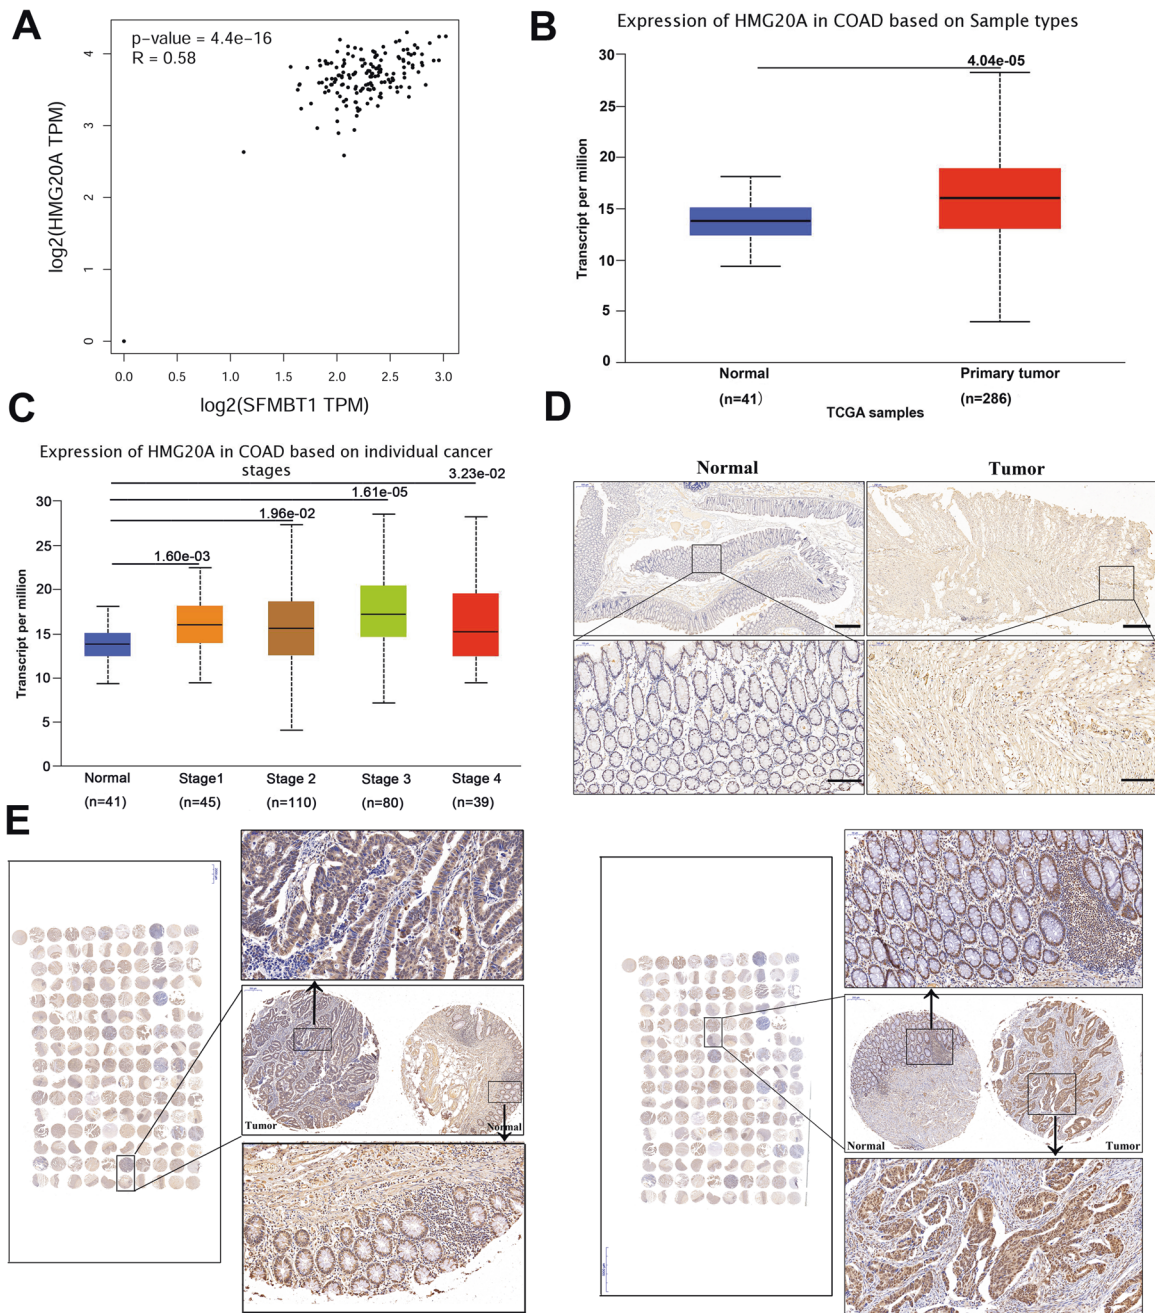 A
p-value = 4.4e-16
R = 0.58
log2(HMG20A TPM)
4
3
2
1
0
0.0 0.5 1.0 1.5 2.0 2.5 3.0
log2(SFMBT1 TPM)
B
Expression of HMG20A in COAD based on Sample types
4.04e-05
Transcript per million
30
25
20
15
10
5
0
Normal
(n=41)
Primary tumor
(n=286)
TCGA samples
C
Expression of HMG20A in COAD based on individual cancer
stages
3.23e-02
1.61e-05
1.96e-02
1.60e-03
Transcript per million
30
25
20
15
10
5
0
Normal Stage1 Stage 2 Stage 3 Stage 4
(n=41) (n=45) (n=110) (n=80) (n=39)
D
Normal Tumor
E
Tumor
Normal
Normal
Tumor